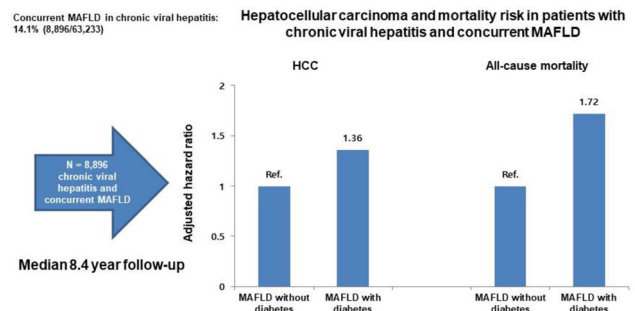 Concurrent MAFLD in chronic viral hepatitis:
14.1% (8,896/63,233)
Hepatocellular carcinoma and mortality risk in patients with
chronic viral hepatitis and concurrent MAFLD
N = 8,896
chronic viral
hepatitis and
concurrent MAFLD
Median 8.4 year follow-up
HCC
All-cause mortality
Adjusted hazard ratio
2
1.5
1
0.5
0
Ref.
1.36
Ref.
1.72
MAFLD without
diabetes
MAFLD with
diabetes
MAFLD without
diabetes
MAFLD with
diabetes